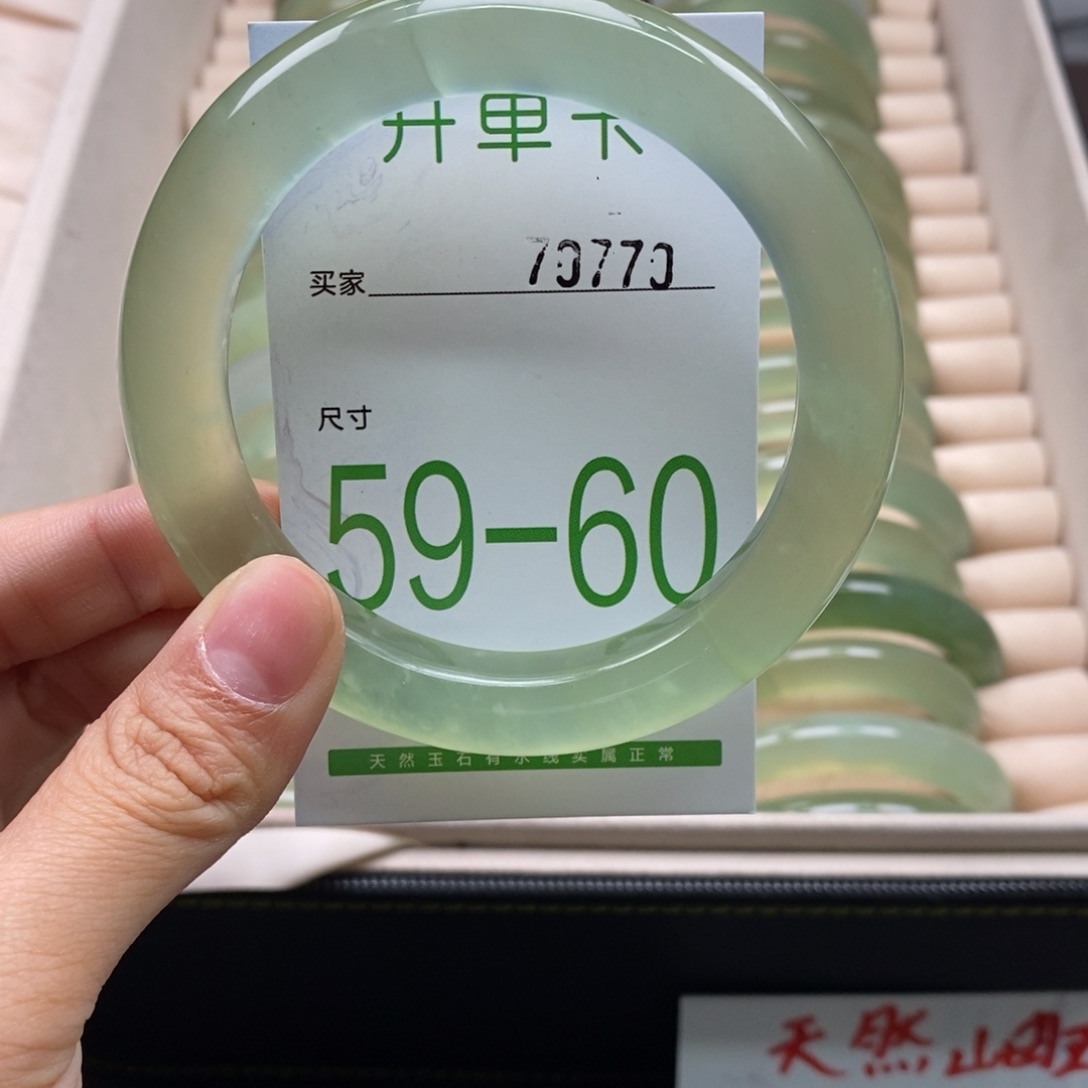 开单卡
买家 70770
尺寸
59-60
天然玉石有水线实属正常
天然山